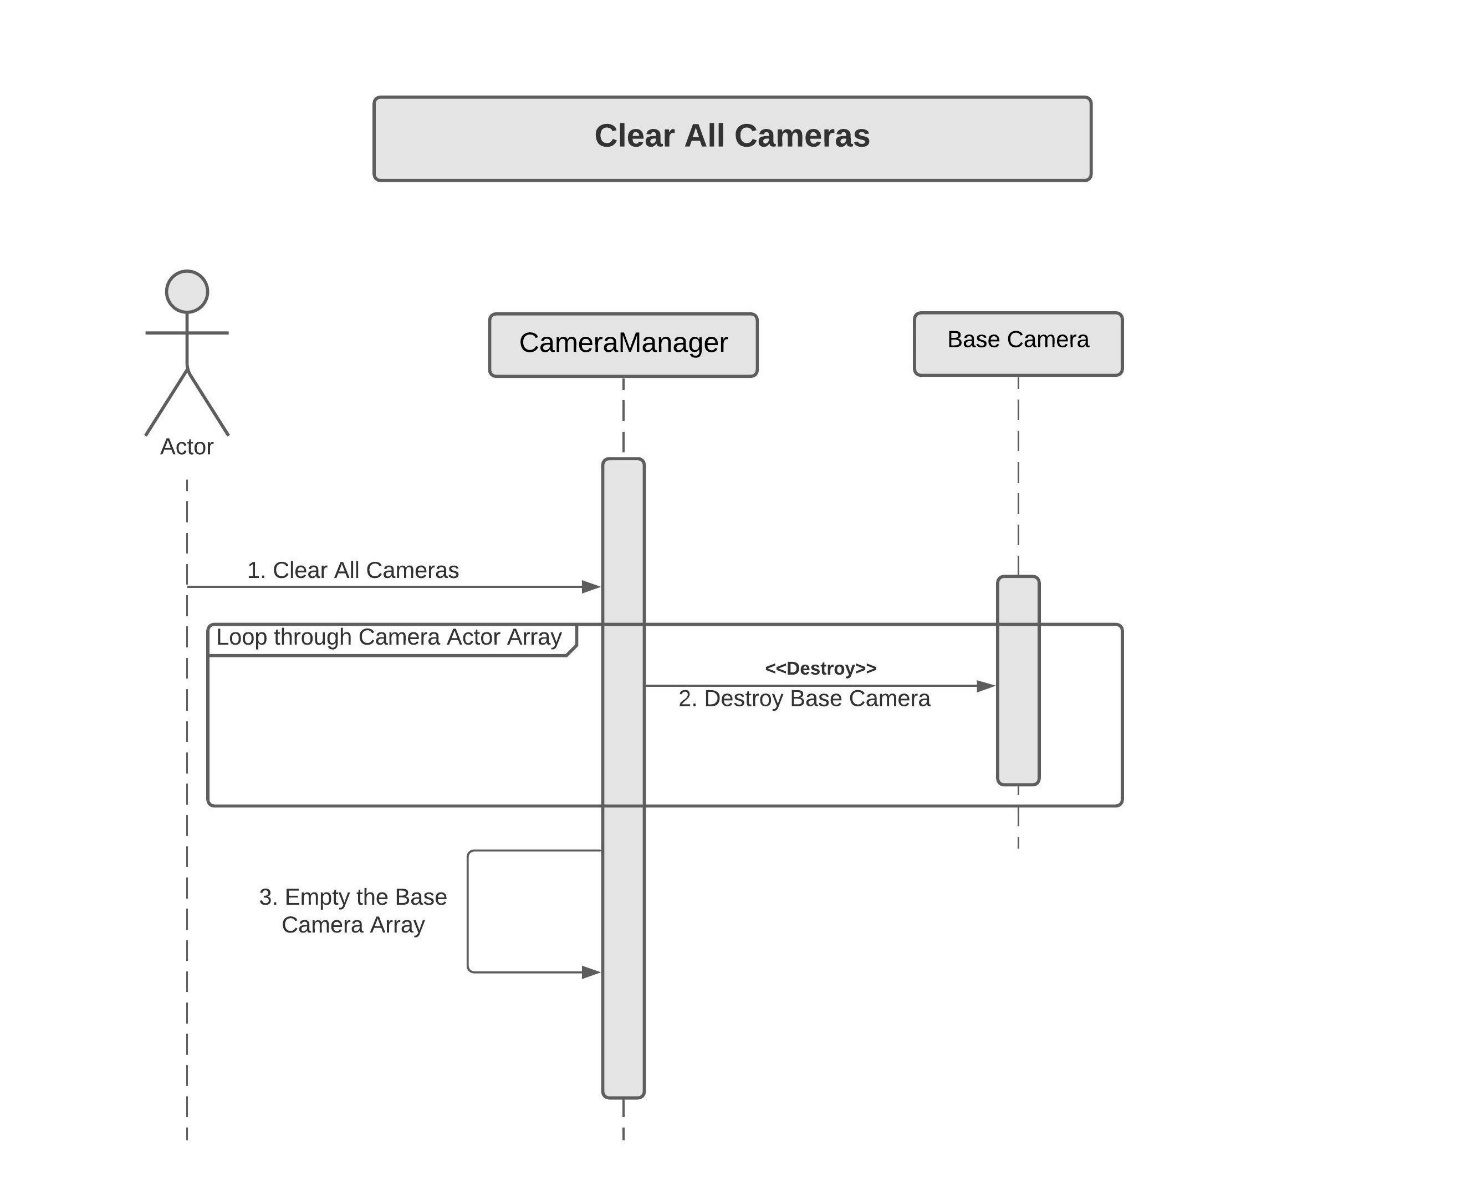 Clear All Cameras
Actor
CameraManager
Base Camera
1. Clear All Cameras
Loop through Camera Actor Array
<<Destroy>>
2. Destroy Base Camera
3. Empty the Base
Camera Array